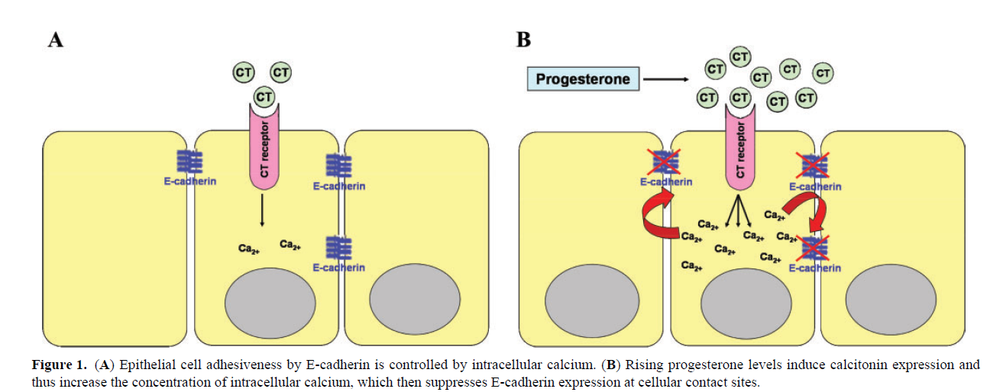 A
B
CT
CT
CT
CT receptor
E-cadherin
E-cadherin
E-cadherin
Ca2+
Ca2+
Progesterone
CT
CT
CT
CT
CT
CT
CT
CT
CT
CT receptor
E-cadherin
E-cadherin
E-cadherin
Ca2+
Ca2+
Ca2+
Ca2+
Ca2+
Ca2+
Ca2+
Ca2+
Figure 1. (A) Epithelial cell adhesiveness by E-cadherin is controlled by intracellular calcium. (B) Rising progesterone levels induce calcitonin expression and
thus increase the concentration of intracellular calcium, which then suppresses E-cadherin expression at cellular contact sites.